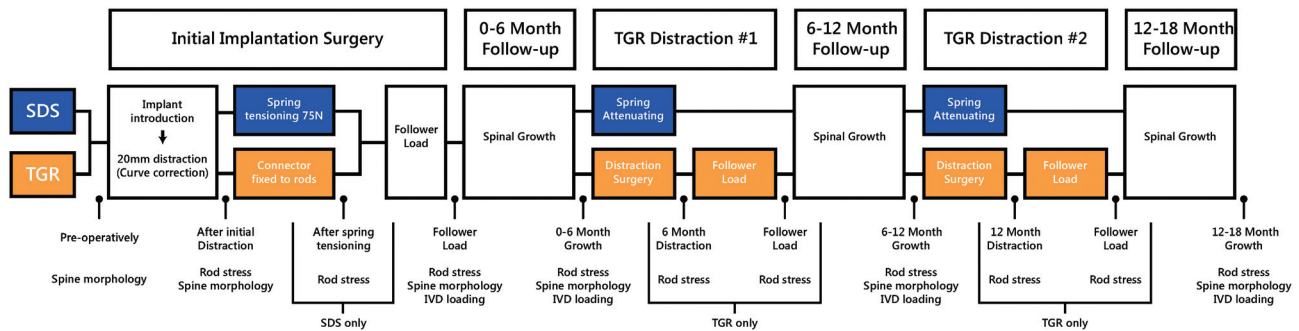 Initial Implantation Surgery
0-6 Month
Follow-up
TGR Distraction #1
6-12 Month
Follow-up
TGR Distraction #2
12-18 Month
Follow-up
SDS
TGR
Implant
introduction
20mm distraction
(Curve correction)
Spring
tensioning 75N
Connector
fixed to rods
Follower
Load
Spinal Growth
Spring
Attenuating
Distraction
Surgery
Follower
Load
Spinal Growth
Spring
Attenuating
Distraction
Surgery
Follower
Load
Spinal Growth
Pre-operatively
Spine morphology
After initial
Distraction
Rod stress
Spine morphology
After spring
tensioning
Rod stress
SDS only
Follower
Load
Rod stress
Spine morphology
IVD loading
0-6 Month
Growth
Rod stress
Spine morphology
IVD loading
6 Month
Distraction
Rod stress
Follower
Load
Rod stress
TGR only
6-12 Month
Growth
Rod stress
Spine morphology
IVD loading
12 Month
Distraction
Rod stress
Follower
Load
Rod stress
TGR only
12-18 Month
Growth
Rod stress
Spine morphology
IVD loading